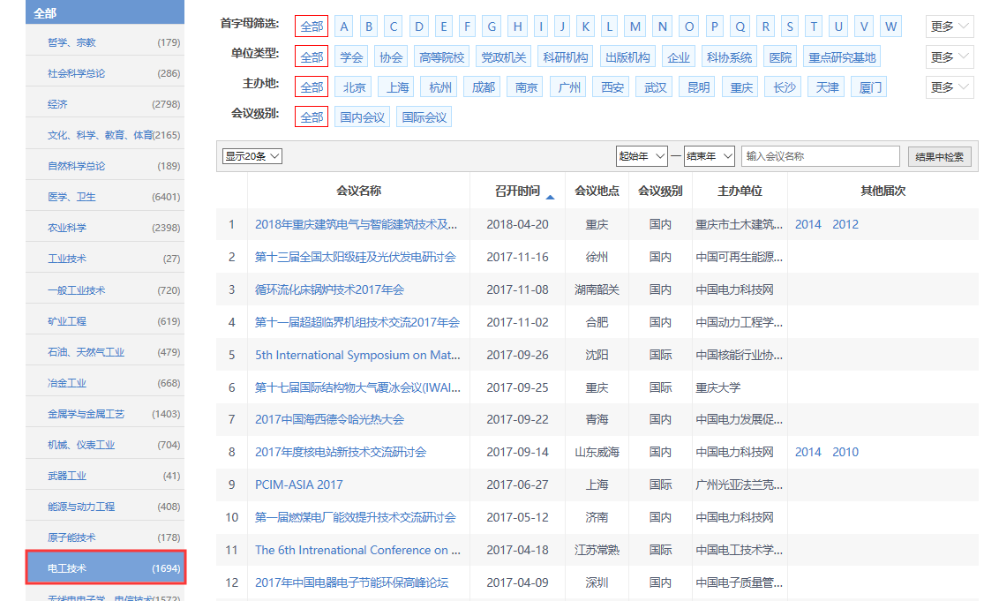 全部
哲学、宗教 (179)
社会科学总论 (286)
经济 (2798)
文化、科学、教育、体育(2165)
自然科学总论 (189)
医学、卫生 (6401)
农业科学 (2398)
工业技术 (27)
一般工业技术 (720)
矿业工程 (619)
石油、天然气工业 (479)
冶金工业 (668)
金属学与金属工艺 (1403)
机械、仪表工业 (704)
武器工业 (41)
能源与动力工程 (408)
原子能技术 (178)
电工技术 (1694)
无线电电子学、电信技术(1572)
首字母筛选: 全部 A B C D E F G H I J K L M N O P Q R S T U V W 更多
单位类型: 全部 学会 协会 高等院校 党政机关 科研机构 出版机构 企业 科协系统 医院 重点研究基地 更多
主办地: 全部 北京 上海 杭州 成都 南京 广州 西安 武汉 昆明 重庆 长沙 天津 厦门 更多
会议级别: 全部 国内会议 国际会议
显示20条 起始年 — 结束年 输入会议名称 结果中检索
会议名称 召开时间 会议地点 会议级别 主办单位 其他届次
1 2018年重庆建筑电气与智能建筑技术及... 2018-04-20 重庆 国内 重庆市土木建筑... 2014 2012
2 第十三届全国太阳级硅及光伏发电研讨会 2017-11-16 徐州 国内 中国可再生能源...
3 循环流化床锅炉技术2017年会 2017-11-08 湖南韶关 国内 中国电力科技网
4 第十一届超超临界机组技术交流2017年会 2017-11-02 合肥 国内 中国动力工程学...
5 5th International Symposium on Mat... 2017-09-26 沈阳 国际 中国核能行业协...
6 第十七届国际结构物大气覆冰会议(IWAI... 2017-09-25 重庆 国际 重庆大学
7 2017中国海西德令哈光热大会 2017-09-22 青海 国内 中国电力发展促...
8 2017年度核电站新技术交流研讨会 2017-09-14 山东威海 国内 中国电力科技网 2014 2010
9 PCIM-ASIA 2017 2017-06-27 上海 国际 广州光亚法兰克...
10 第一届燃煤电厂能效提升技术交流研讨会 2017-05-12 济南 国内 中国电力科技网
11 The 6th Intrenational Conference on ... 2017-04-18 江苏常熟 国际 中国电工技术学...
12 2017年中国电器电子节能环保高峰论坛 2017-04-09 深圳 国内 中国电子质量管...